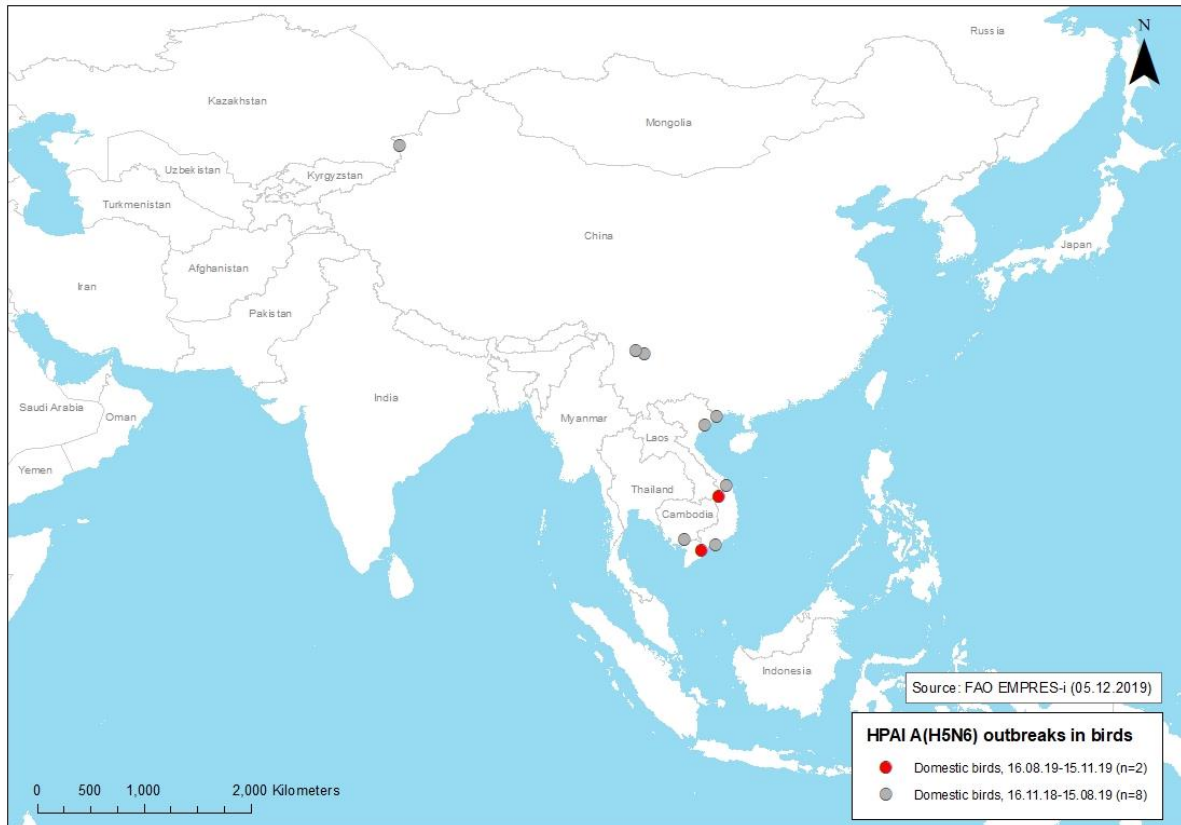 N
Russia
Kazakhstan
Mongolia
Uzbekistan
Kyrgyzstan
Turkmenistan
China
Japan
Afghanistan
Iran
Pakistan
Saudi Arabia
Oman
India
Myanmar
Laos
Yemen
Thailand
Cambodia
Indonesia
Source: FAO EMPRES-i (05.12.2019)
HPAI A(H5N6) outbreaks in birds
Domestic birds, 16.08.19-15.11.19 (n=2)
Domestic birds, 16.11.18-15.08.19 (n=8)
0 500 1,000 2,000 Kilometers